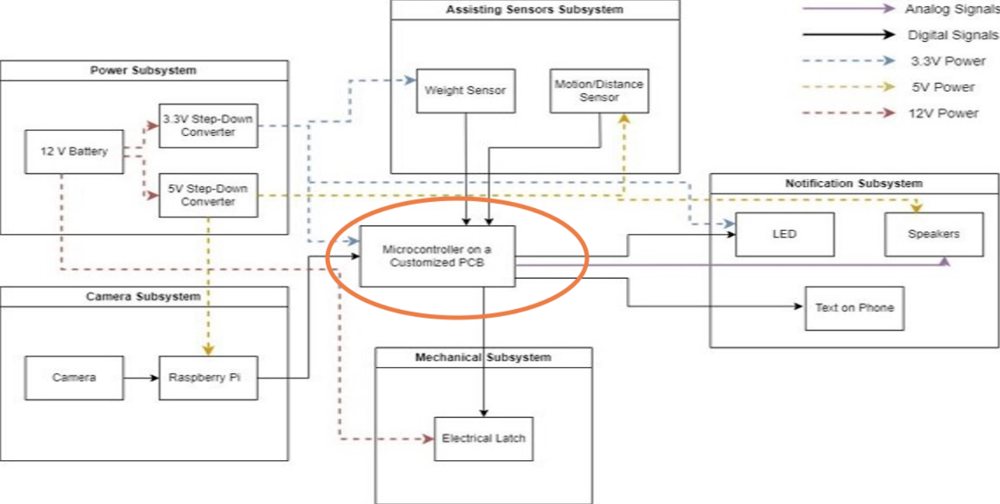 Assisting Sensors Subsystem
Weight Sensor
Motion/Distance
Sensor
Analog Signals
Digital Signals
3.3V Power
5V Power
12V Power
Power Subsystem
12 V Battery
3.3V Step-Down
Converter
5V Step-Down
Converter
Notification Subsystem
LED
Speakers
Text on Phone
Microcontroller on a
Customized PCB
Camera Subsystem
Camera
Raspberry Pi
Mechanical Subsystem
Electrical Latch